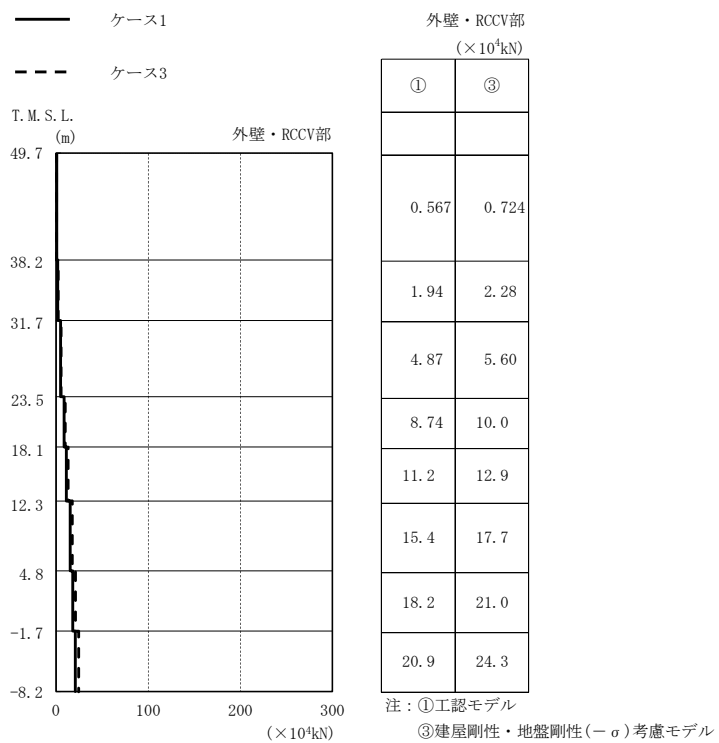 ケース1
ケース3
T.M.S.L.
(m)
外壁・RCCV部
49.7
38.2
31.7
23.5
18.1
12.3
4.8
-1.7
-8.2
0 100 200 300
(×10⁴kN)
外壁・RCCV部
(×10⁴kN)
① ③
0.567 0.724
1.94 2.28
4.87 5.60
8.74 10.0
11.2 12.9
15.4 17.7
18.2 21.0
20.9 24.3
注:①工認モデル
③建屋剛性・地盤剛性(-σ)考慮モデル